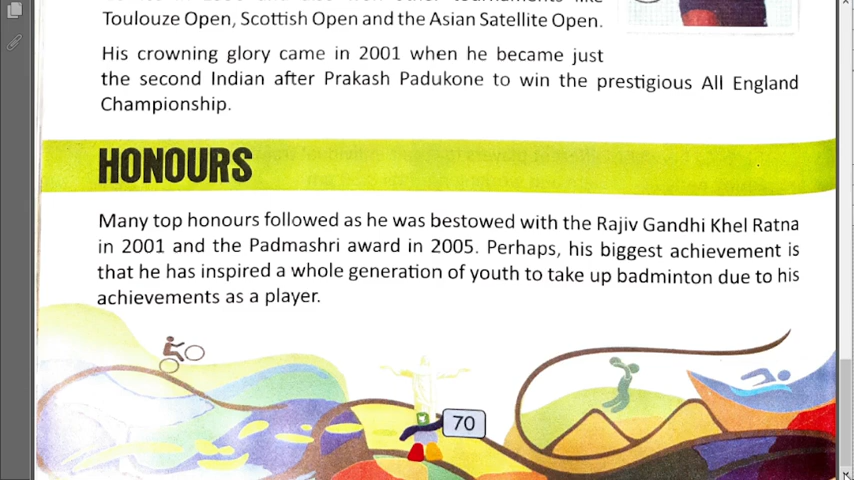 Toulouze Open, Scottish Open and the Asian Satellite Open.
His crowning glory came in 2001 when he became just
the second Indian after Prakash Padukone to win the prestigious All England
Championship.
HONOURS
Many top honours followed as he was bestowed with the Rajiv Gandhi Khel Ratna
in 2001 and the Padmashri award in 2005. Perhaps, his biggest achievement is
that he has inspired a whole generation of youth to take up badminton due to his
achievements as a player.
70